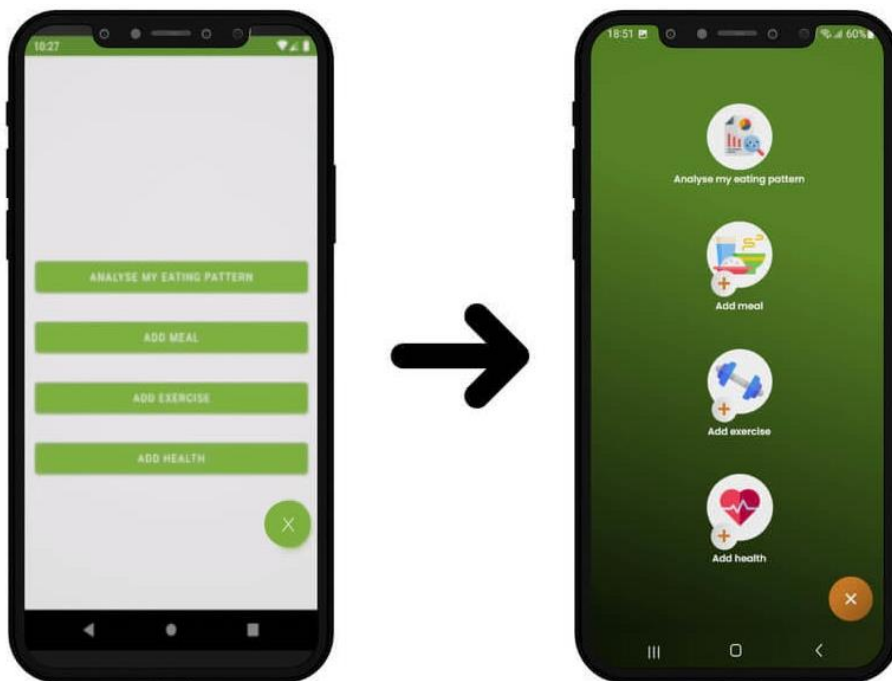 10:27
ANALYSE MY EATING PATTERN
ADD MEAL
ADD EXERCISE
ADD HEALTH
X
18:51
60%
Analyse my eating pattern
Add meal
Add exercise
Add health